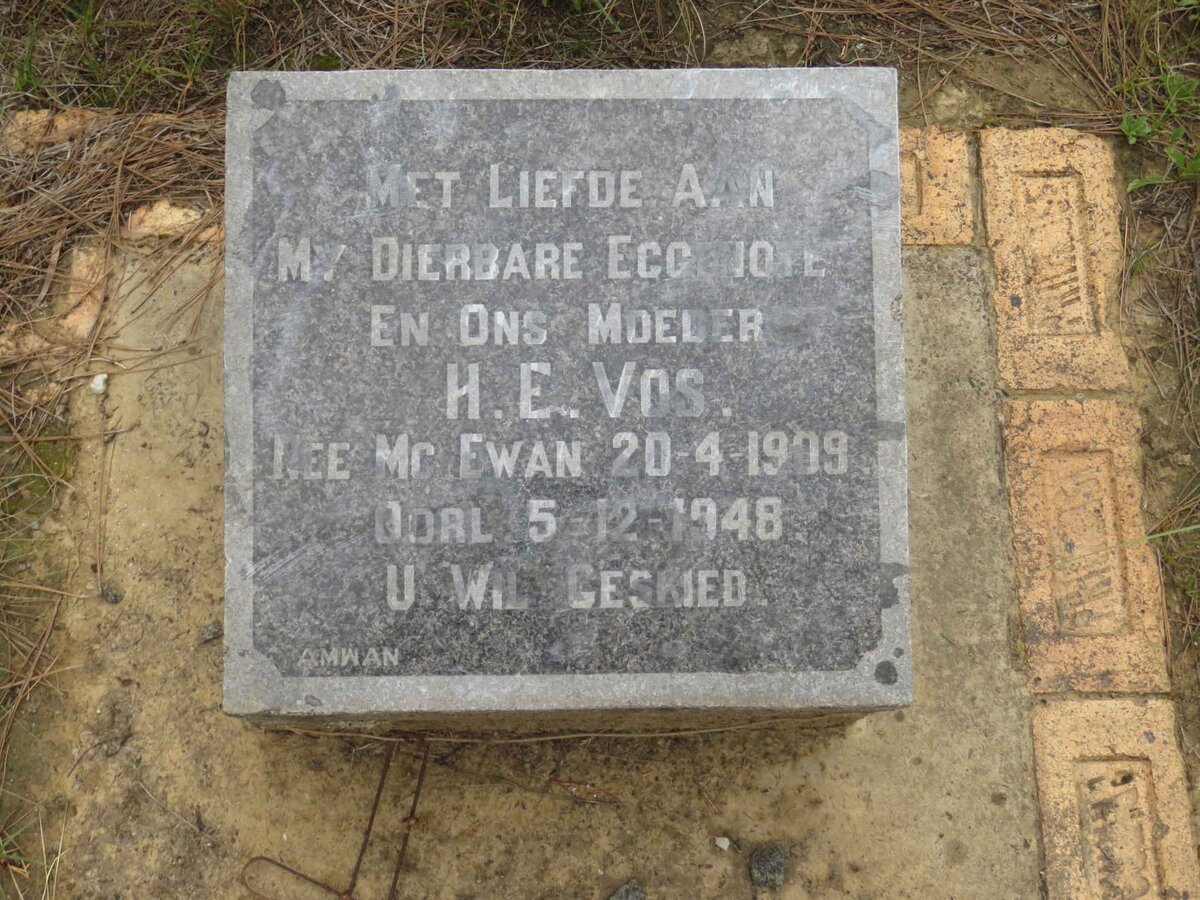 MET LIEFDE AAN
MY DIERBARE EGGENOTE
EN ONS MOEDER
H. E. VOS.
NEE MC EWAN 20-4-1909.
OORL 5-12-1948.
U WIL GESKIED.
AMWAN